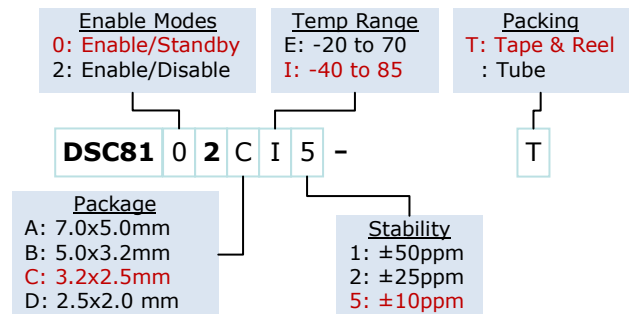 Enable Modes
0: Enable/Standby
2: Enable/Disable
Temp Range
E: -20 to 70
I: -40 to 85
Packing
T: Tape & Reel
: Tube
DSC81 0 2 C I 5 – T
Package
A: 7.0x5.0mm
B: 5.0x3.2mm
C: 3.2x2.5mm
D: 2.5x2.0 mm
Stability
1: ±50ppm
2: ±25ppm
5: ±10ppm